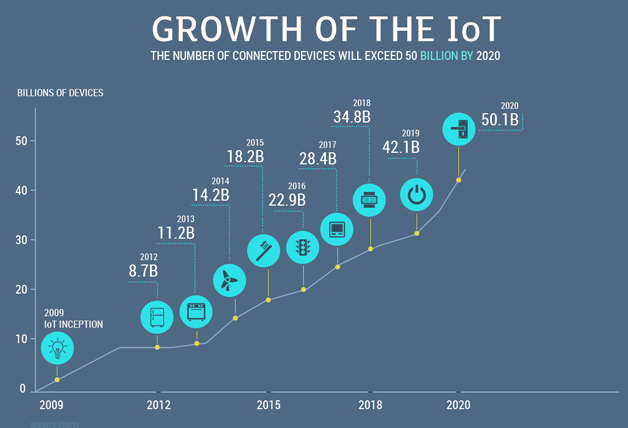 GROWTH OF THE IoT
THE NUMBER OF CONNECTED DEVICES WILL EXCEED 50 BILLION BY 2020
BILLIONS OF DEVICES
2020
50.1B
2018
34.8B
2019
42.1B
2017
28.4B
2015
18.2B
2016
22.9B
2014
14.2B
2013
11.2B
2012
8.7B
2009
IoT INCEPTION
50
40
30
20
10
0
2009
2012
2015
2018
2020